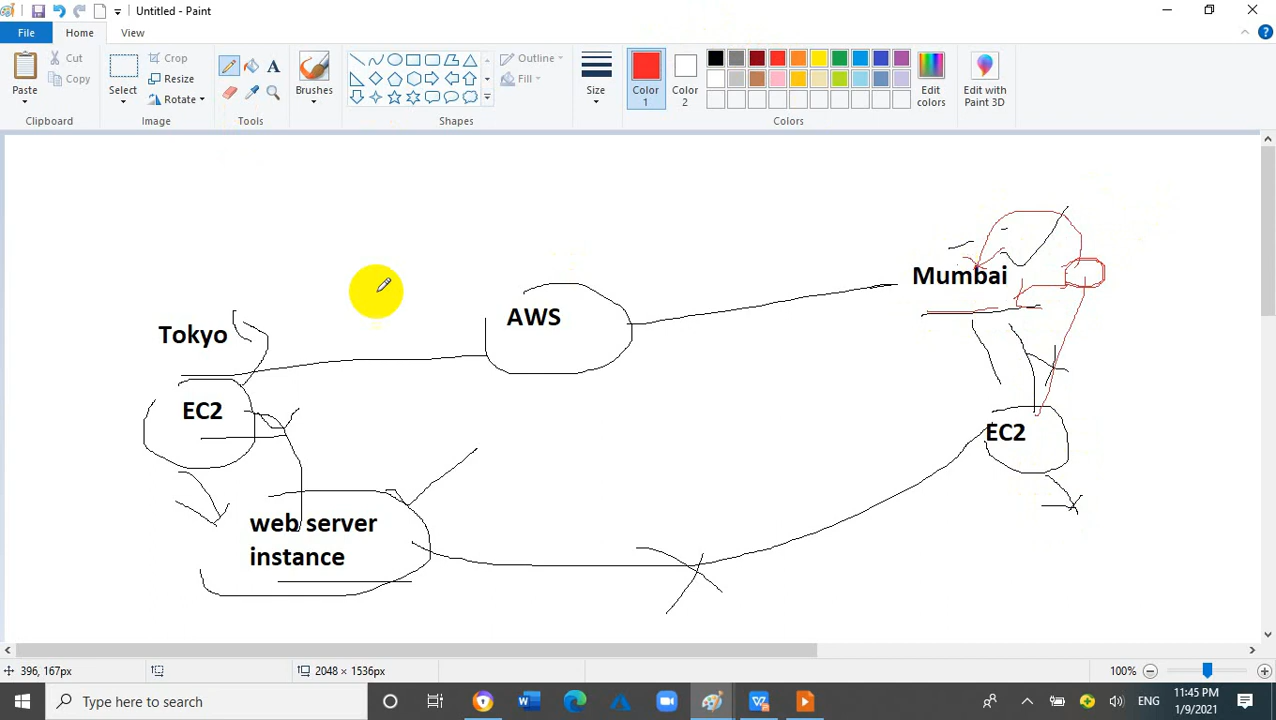 Untitled - Paint
File
Home
View
Paste
Cut
Copy
Clipboard
Select
Crop
Resize
Rotate
Image
A
Tools
Brushes
Outline
Fill
Shapes
Size
Color
1
Color
2
Edit
colors
Edit with
Paint 3D
Colors
Mumbai
AWS
Tokyo
EC2
EC2
web server
instance
396, 167px
2048 × 1536px
100%
Type here to search
W
ENG
11:45 PM
1/9/2021